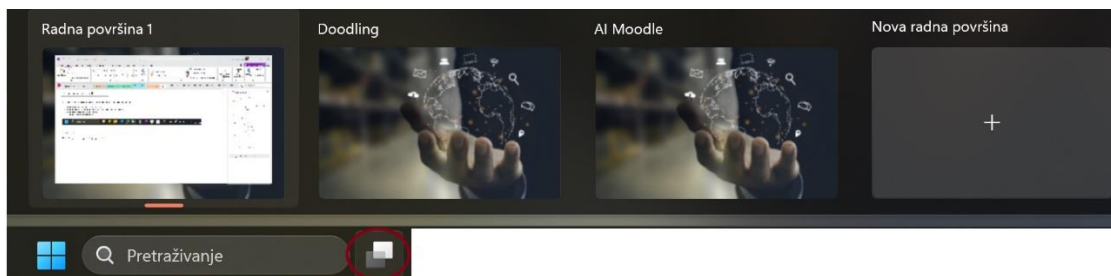 Radna površina 1
Doodling
AI Moodle
Nova radna površina
Pretraživanje